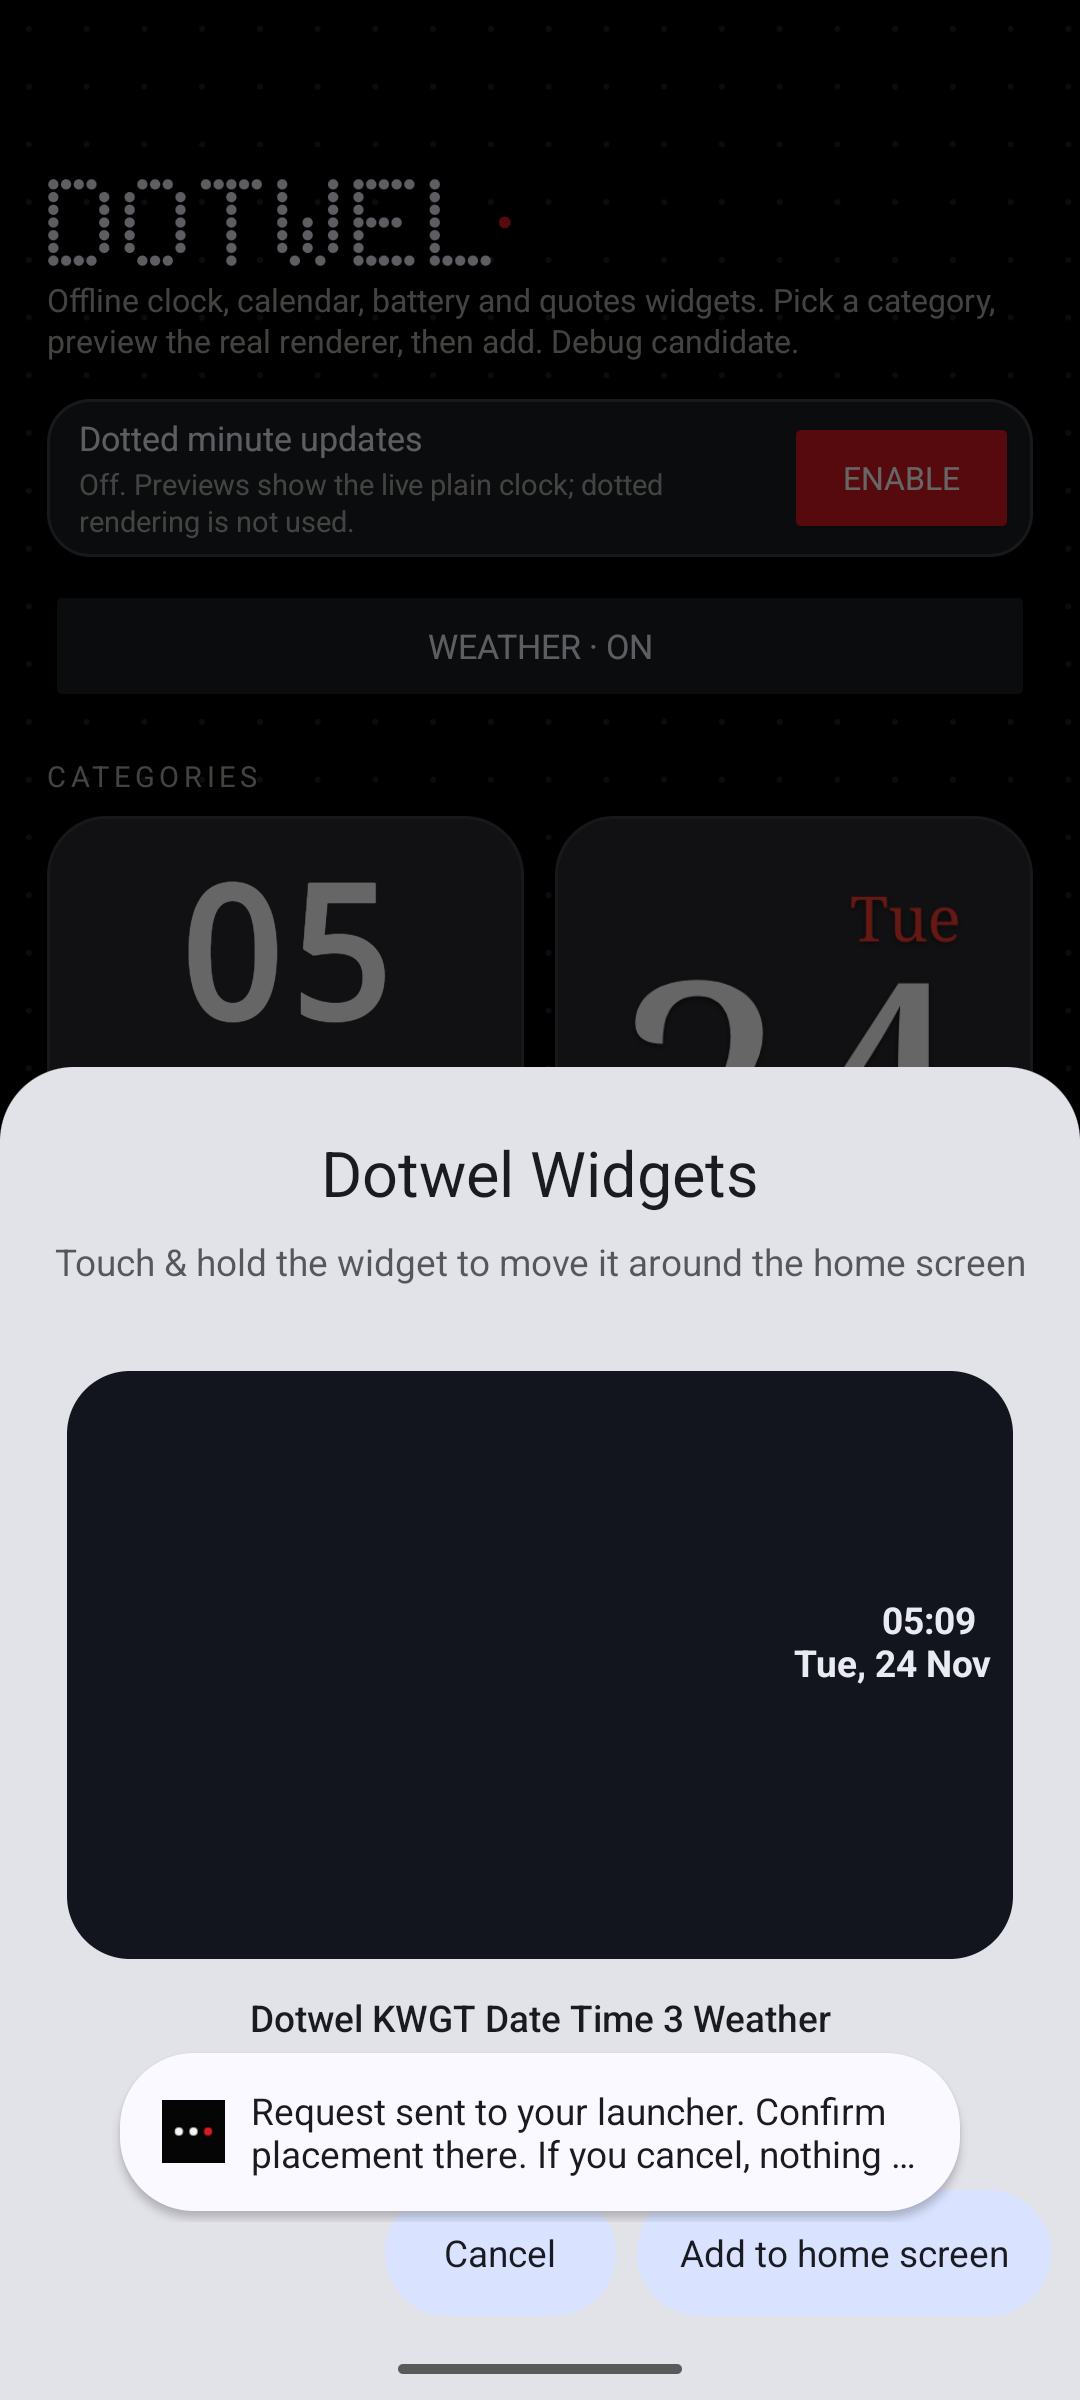 DOTWEL
Offline clock, calendar, battery and quotes widgets. Pick a category,
preview the real renderer, then add. Debug candidate.
Dotted minute updates
Off. Previews show the live plain clock; dotted
rendering is not used.
ENABLE
WEATHER · ON
CATEGORIES
05
Tue
24
Dotwel Widgets
Touch & hold the widget to move it around the home screen
05:09
Tue, 24 Nov
Dotwel KWGT Date Time 3 Weather
Request sent to your launcher. Confirm
placement there. If you cancel, nothing …
Cancel
Add to home screen